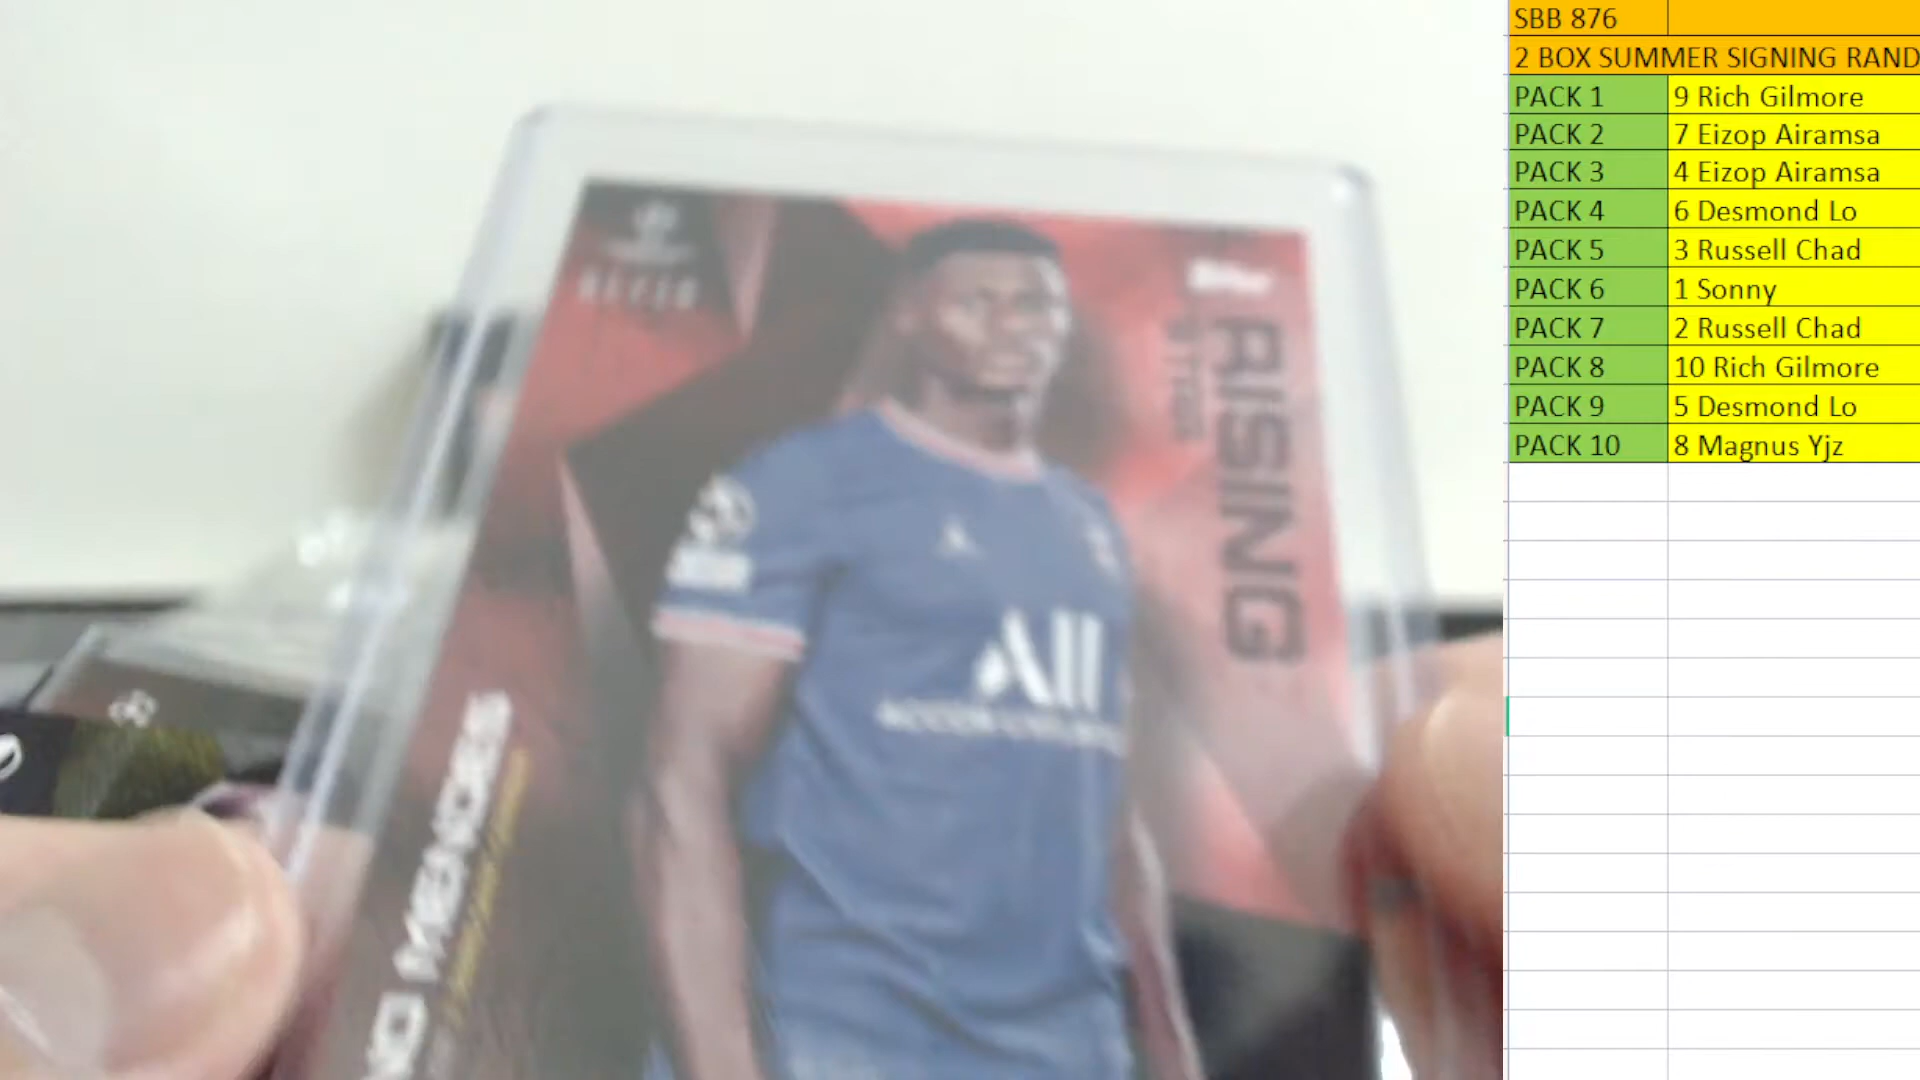 SBB 876
2 BOX SUMMER SIGNING RAND
PACK 1 9 Rich Gilmore
PACK 2 7 Eizop Airamsa
PACK 3 4 Eizop Airamsa
PACK 4 6 Desmond Lo
PACK 5 3 Russell Chad
PACK 6 1 Sonny
PACK 7 2 Russell Chad
PACK 8 10 Rich Gilmore
PACK 9 5 Desmond Lo
PACK 10 8 Magnus Yjz
RISING
MENDES
All